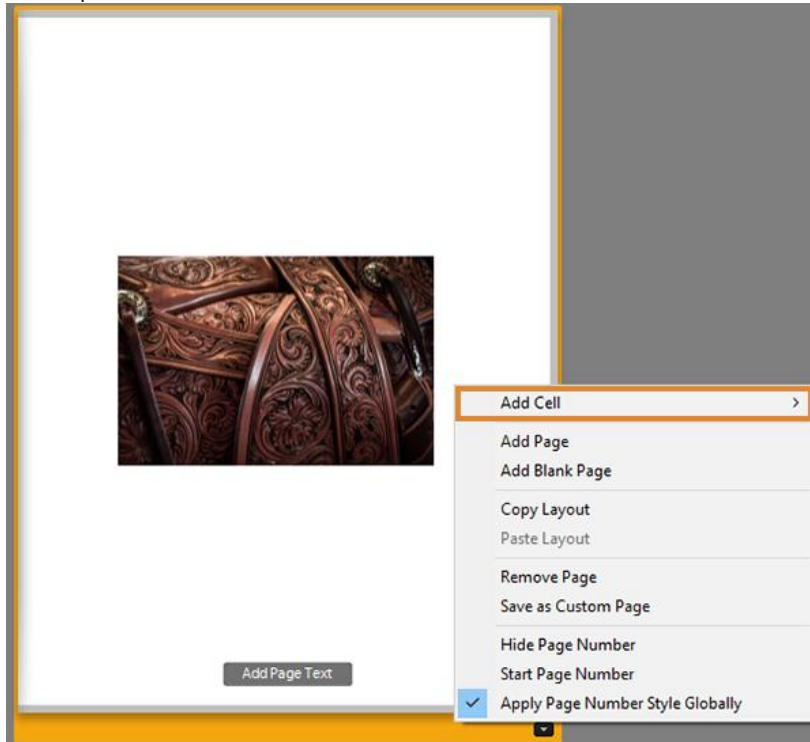 Add Cell
Add Page
Add Blank Page
Copy Layout
Paste Layout
Remove Page
Save as Custom Page
Hide Page Number
Start Page Number
Apply Page Number Style Globally
Add Page Text